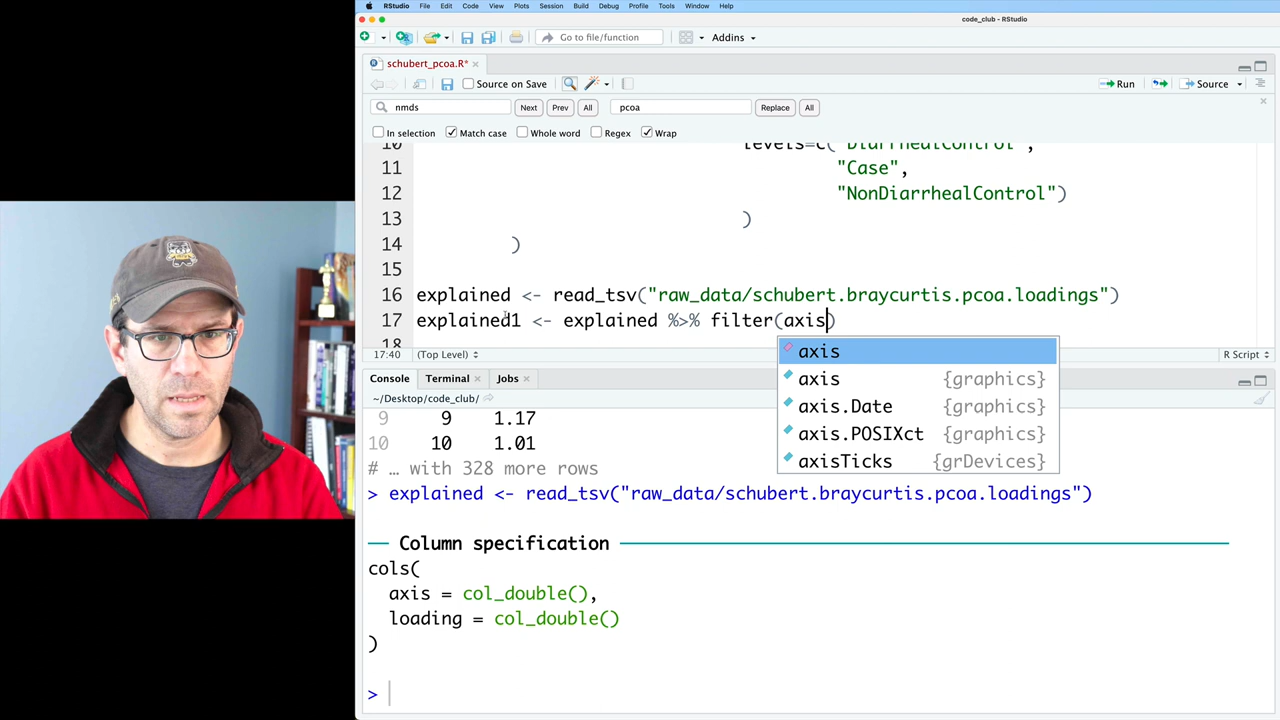 RStudio File Edit Code View Plots Session Build Debug Profile Tools Window Help
code_club - RStudio
Go to file/function Addins
schubert_pcoa.R*
Source on Save Run Source
nmds Next Prev All pcoa Replace All
In selection Match case Whole word Regex Wrap
10 levels=c("DiarrhealControl",
11 "Case",
12 "NonDiarrhealControl")
13 )
14 )
15
16 explained <- read_tsv("raw_data/schubert.braycurtis.pcoa.loadings")
17 explained1 <- explained %>% filter(axis)
18
17:40 (Top Level) R Script
axis
axis {graphics}
axis.Date {graphics}
axis.POSIXct {graphics}
axisTicks {grDevices}
Console Terminal Jobs
~/Desktop/code_club/
9 9 1.17
10 10 1.01
# … with 328 more rows
> explained <- read_tsv("raw_data/schubert.braycurtis.pcoa.loadings")
── Column specification ──
cols(
axis = col_double(),
loading = col_double()
)
>